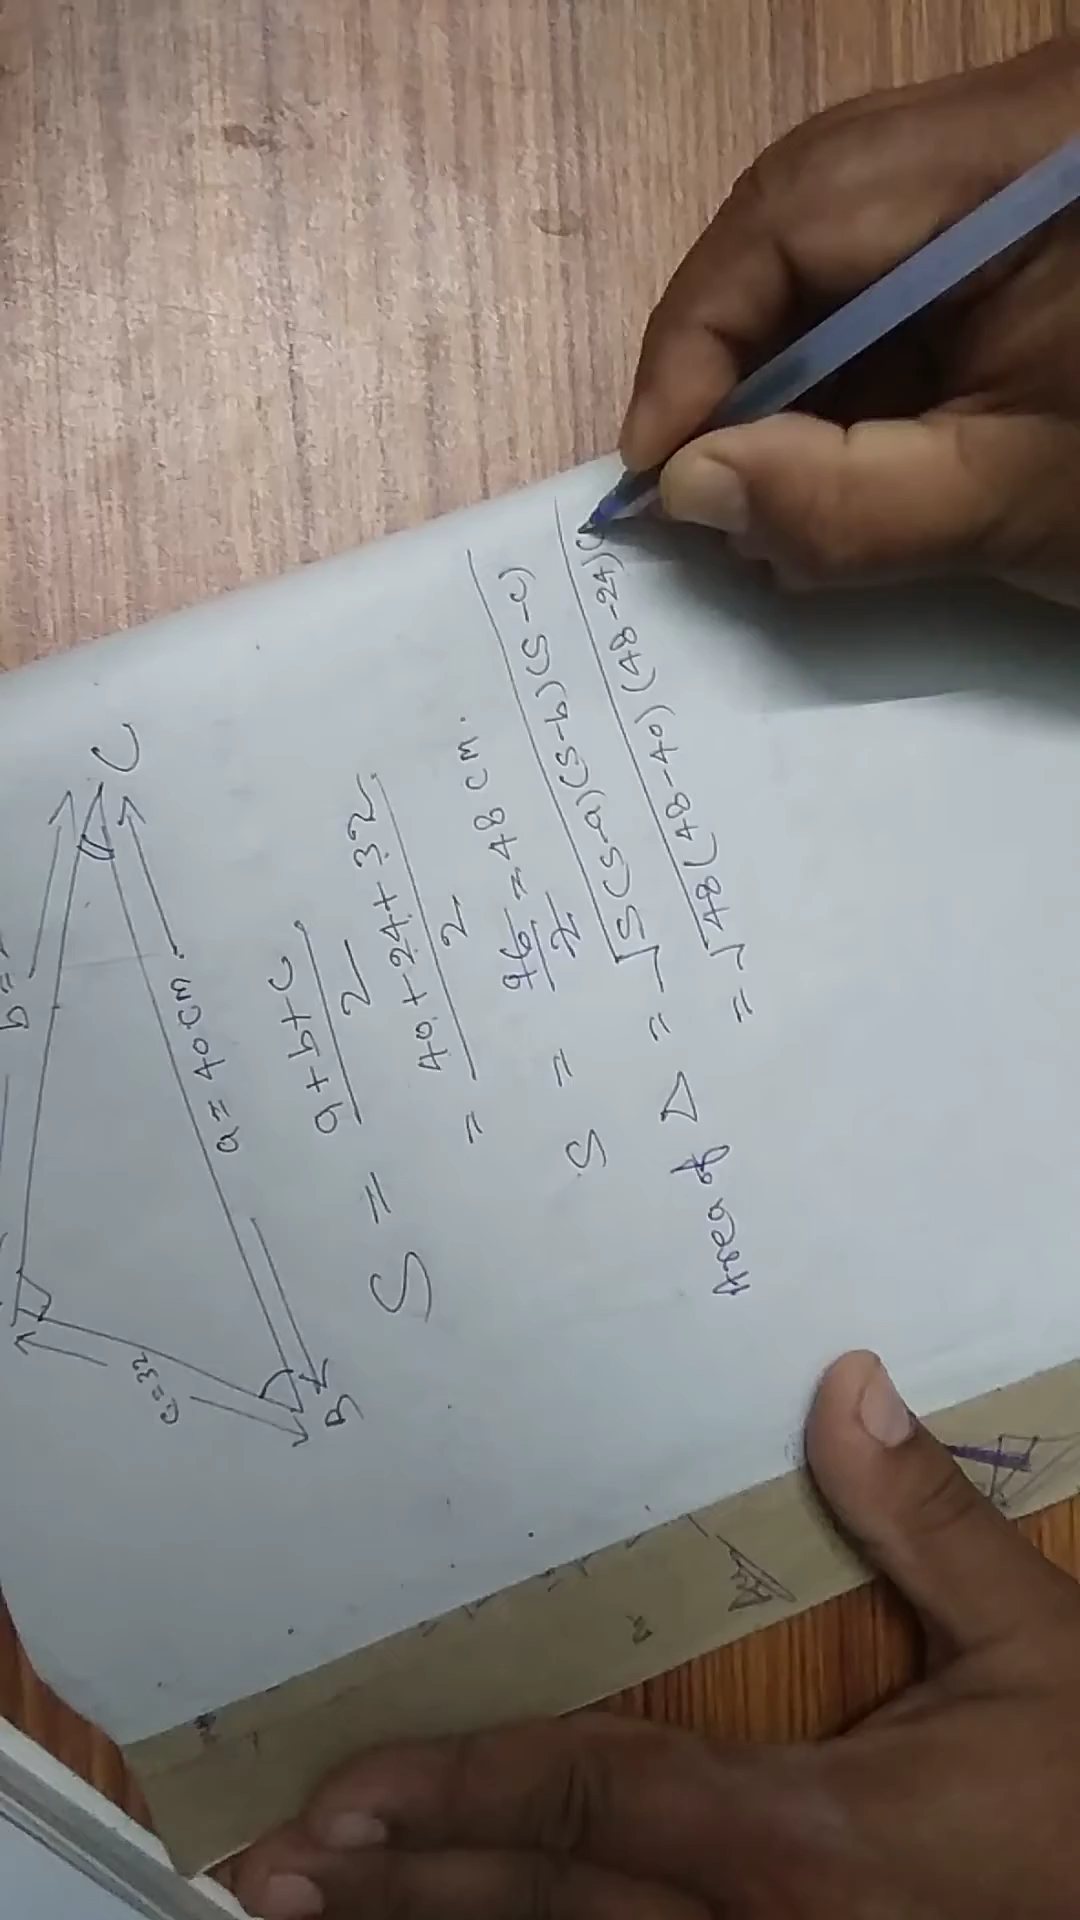 b =
C
a = 40 cm.
c = 32
B
S = a+b+c / 2
= 40+24+32 / 2
S = 96/2 = 48 cm.
Area of △ = √S(S-a)(S-b)(S-c)
= √48(48-40)(48-24)(